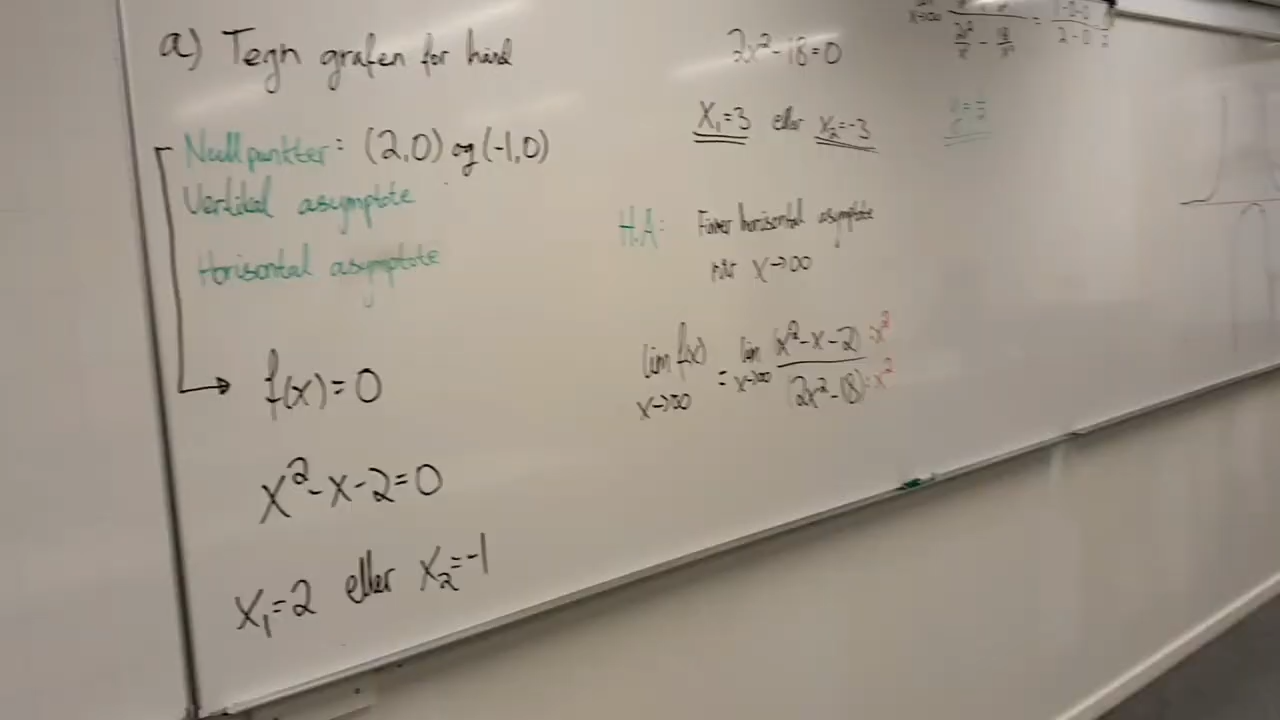 a) Tegn grafen for hånd
Nullpunkter: (2,0) og (-1,0)
Vertikal asymptote
Horisontal asymptote
f(x)=0
x²-x-2=0
x₁=2 eller x₂=-1
2x²-18=0
x₁=3 eller x₂=-3
H.A: Finner horisontal asymptote
når x→∞
lim f(x) = lim (x²-x-2):x² / (2x²-18):x²
x→∞ x→∞